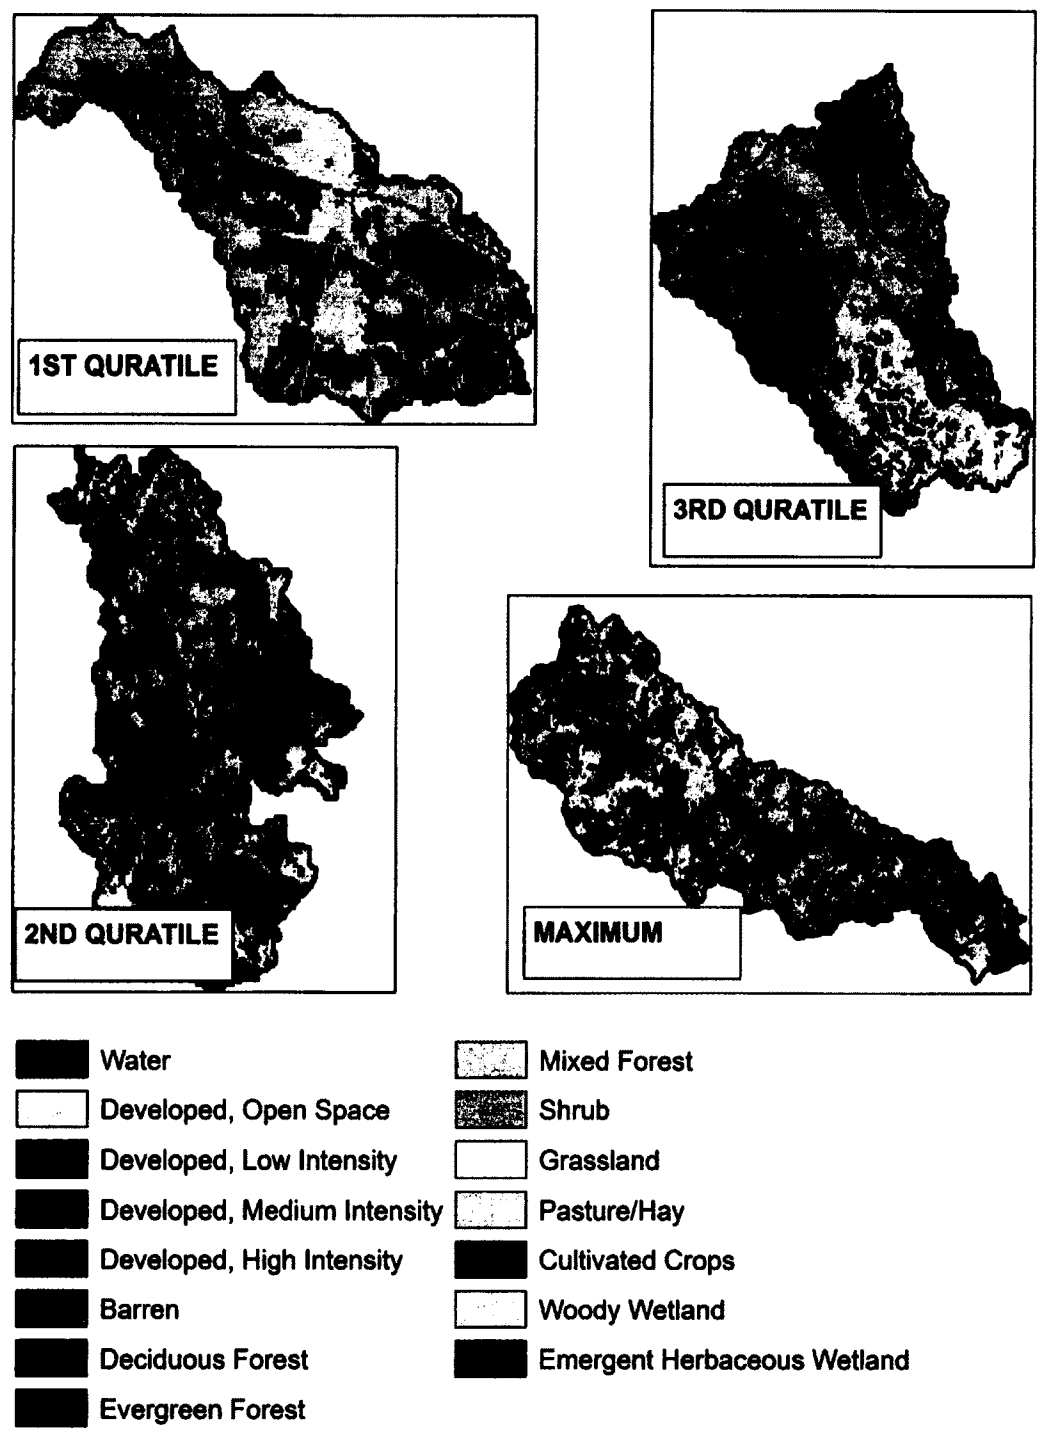 1ST QURATILE
3RD QURATILE
2ND QURATILE
MAXIMUM
Water
Developed, Open Space
Developed, Low Intensity
Developed, Medium Intensity
Developed, High Intensity
Barren
Deciduous Forest
Evergreen Forest
Mixed Forest
Shrub
Grassland
Pasture/Hay
Cultivated Crops
Woody Wetland
Emergent Herbaceous Wetland